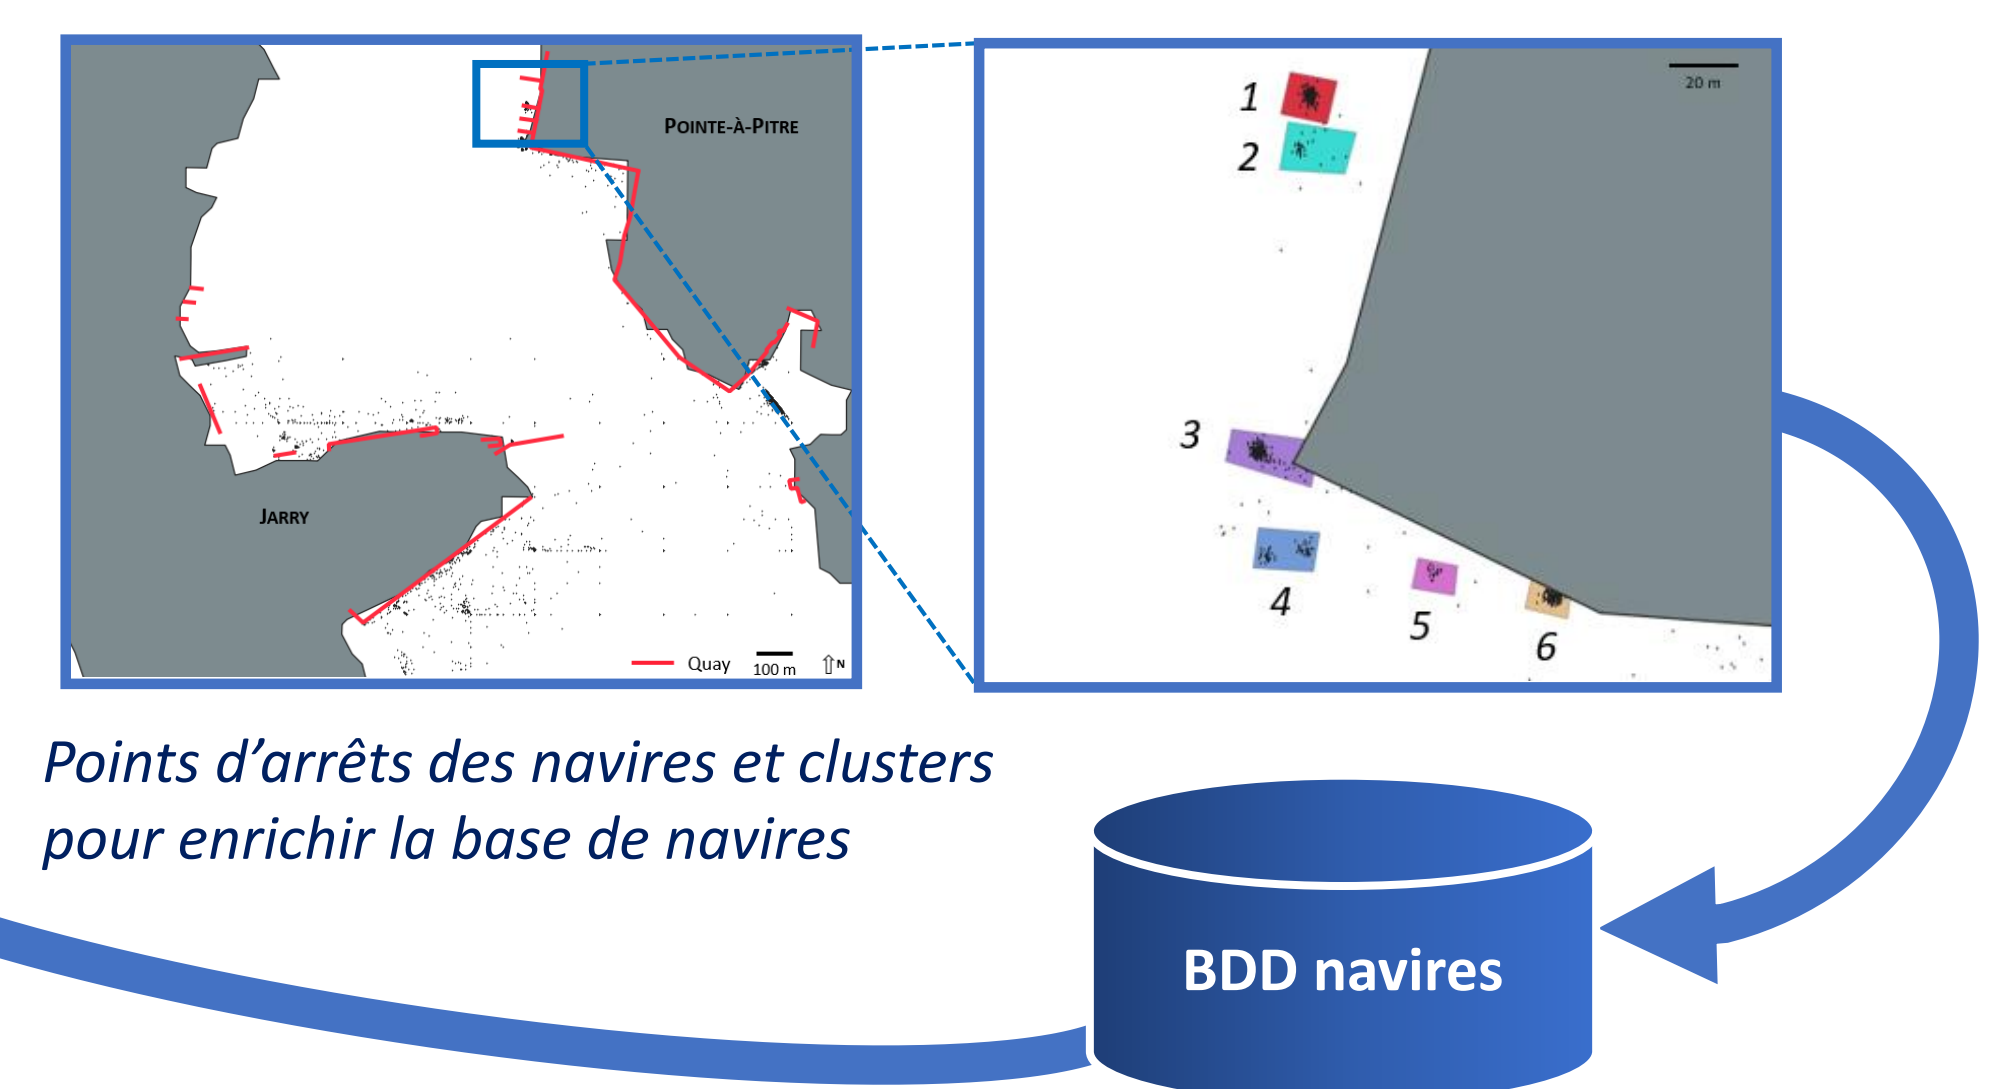 POINTE-À-PITRE
JARRY
Quay
100 m
N
20 m
1
2
3
4
5
6
Points d’arrêts des navires et clusters
pour enrichir la base de navires
BDD navires